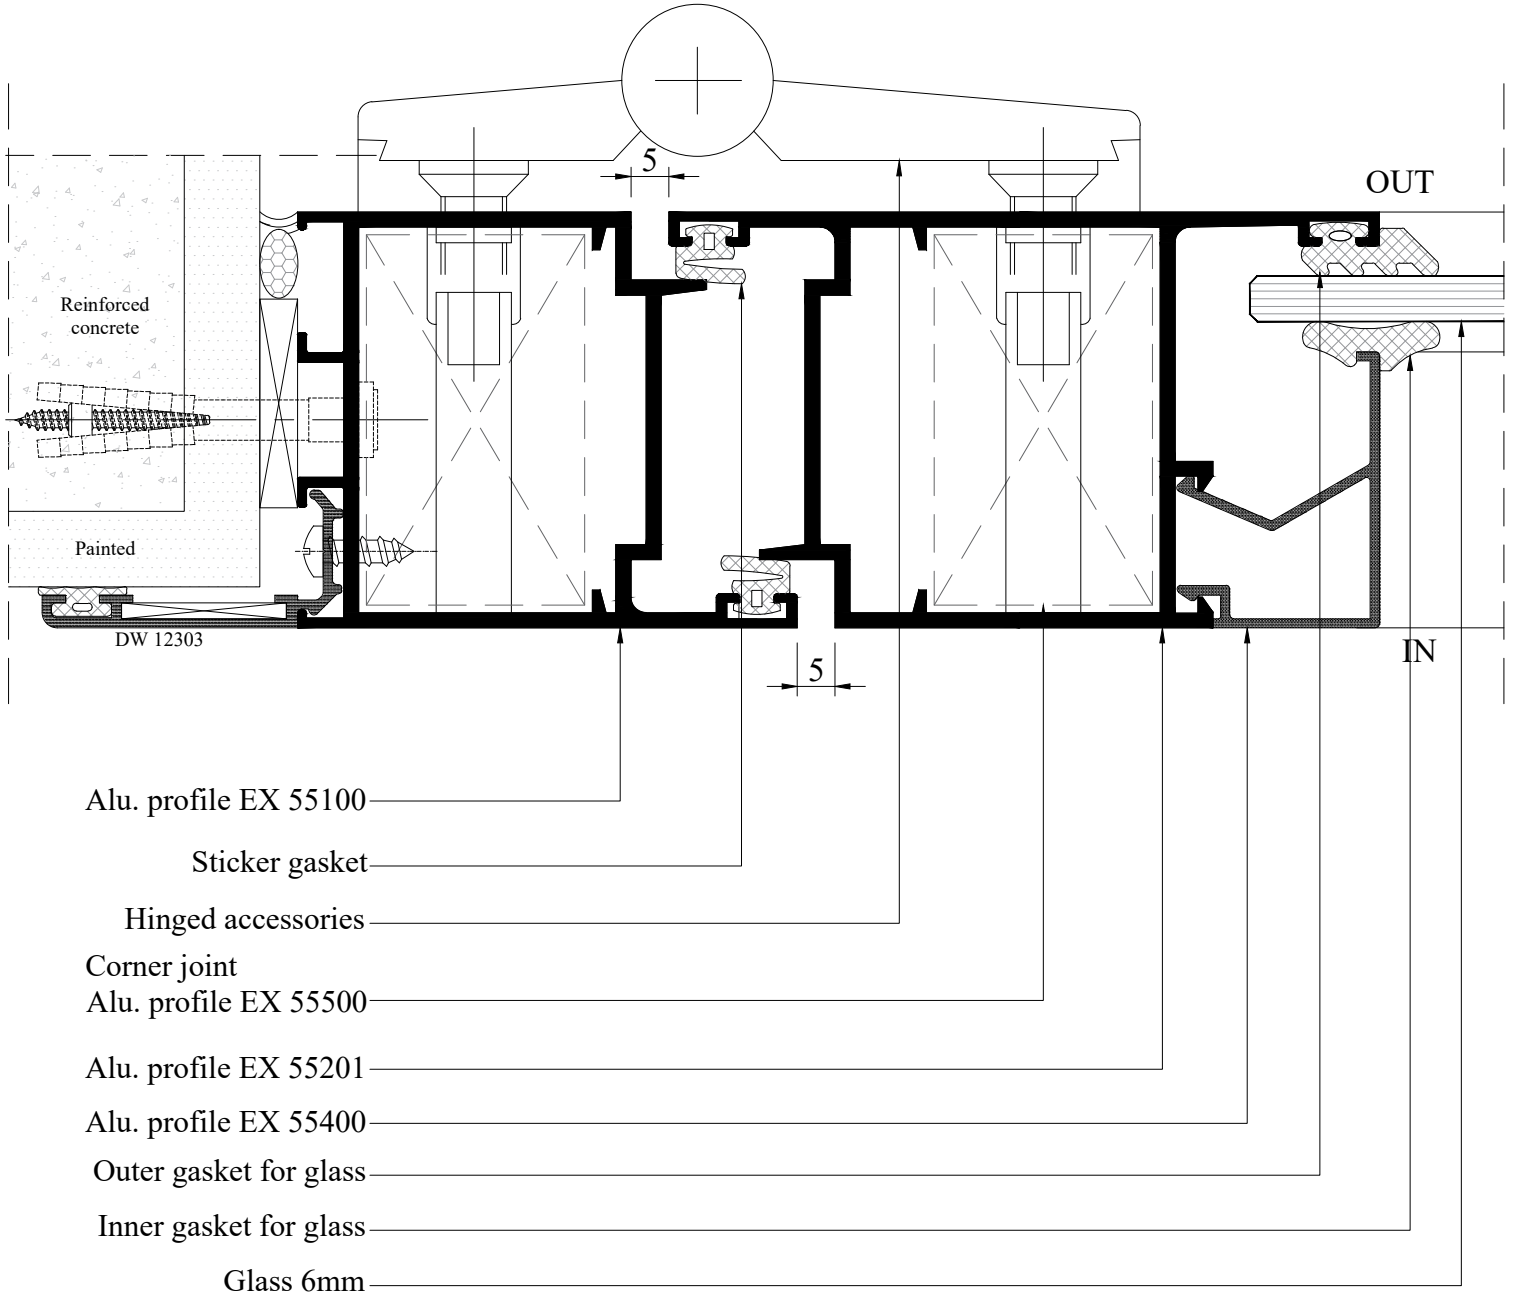 5
OUT
Reinforced
concrete
Painted
DW 12303
IN
5
Alu. profile EX 55100
Sticker gasket
Hinged accessories
Corner joint
Alu. profile EX 55500
Alu. profile EX 55201
Alu. profile EX 55400
Outer gasket for glass
Inner gasket for glass
Glass 6mm